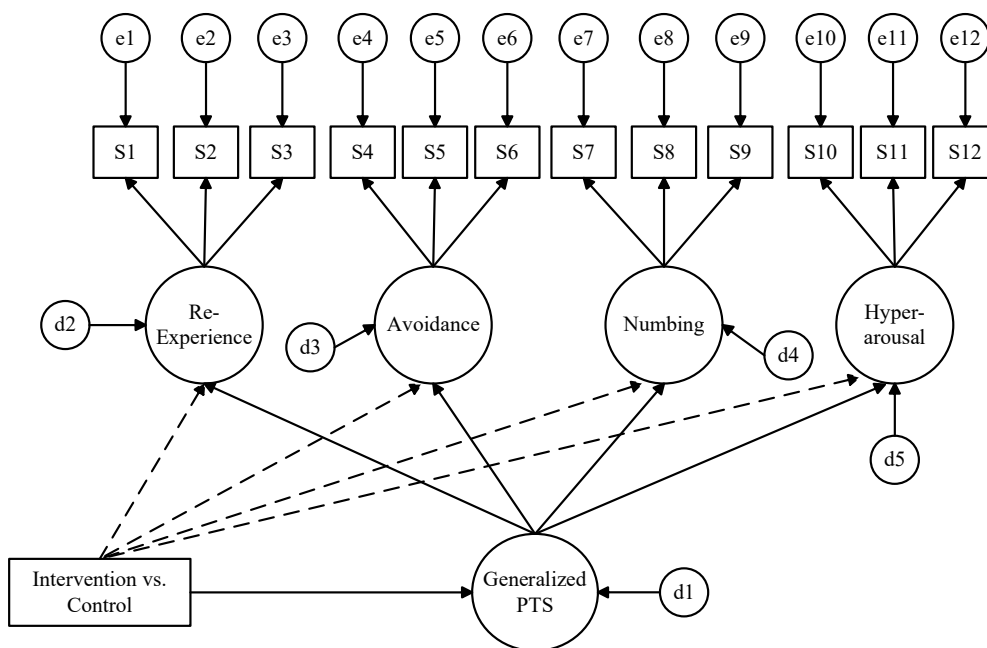 e1 e2 e3 e4 e5 e6 e7 e8 e9 e10 e11 e12
S1 S2 S3 S4 S5 S6 S7 S8 S9 S10 S11 S12
d2
Re-
Experience
d3
Avoidance
Numbing
d4
Hyper-
arousal
d5
Intervention vs.
Control
Generalized
PTS
d1